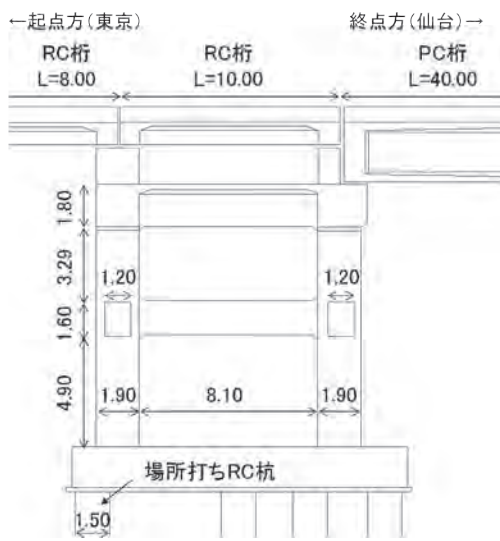 ←起点方(東京)
終点方(仙台)→
RC桁
L=8.00
RC桁
L=10.00
PC桁
L=40.00
1.80
3.29
1.60
4.90
1.20
1.20
1.90
8.10
1.90
場所打ちRC杭
1.50